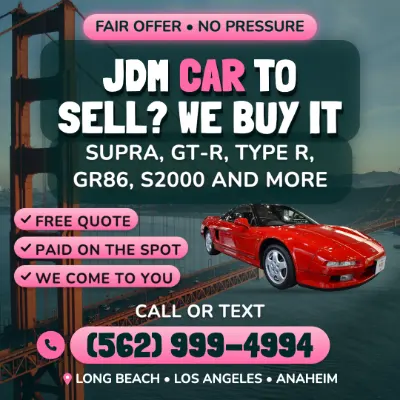 FAIR OFFER • NO PRESSURE
JDM CAR TO
SELL? WE BUY IT
SUPRA, GT-R, TYPE R,
GR86, S2000 AND MORE
FREE QUOTE
PAID ON THE SPOT
WE COME TO YOU
CALL OR TEXT
(562) 999-4994
LONG BEACH • LOS ANGELES • ANAHEIM